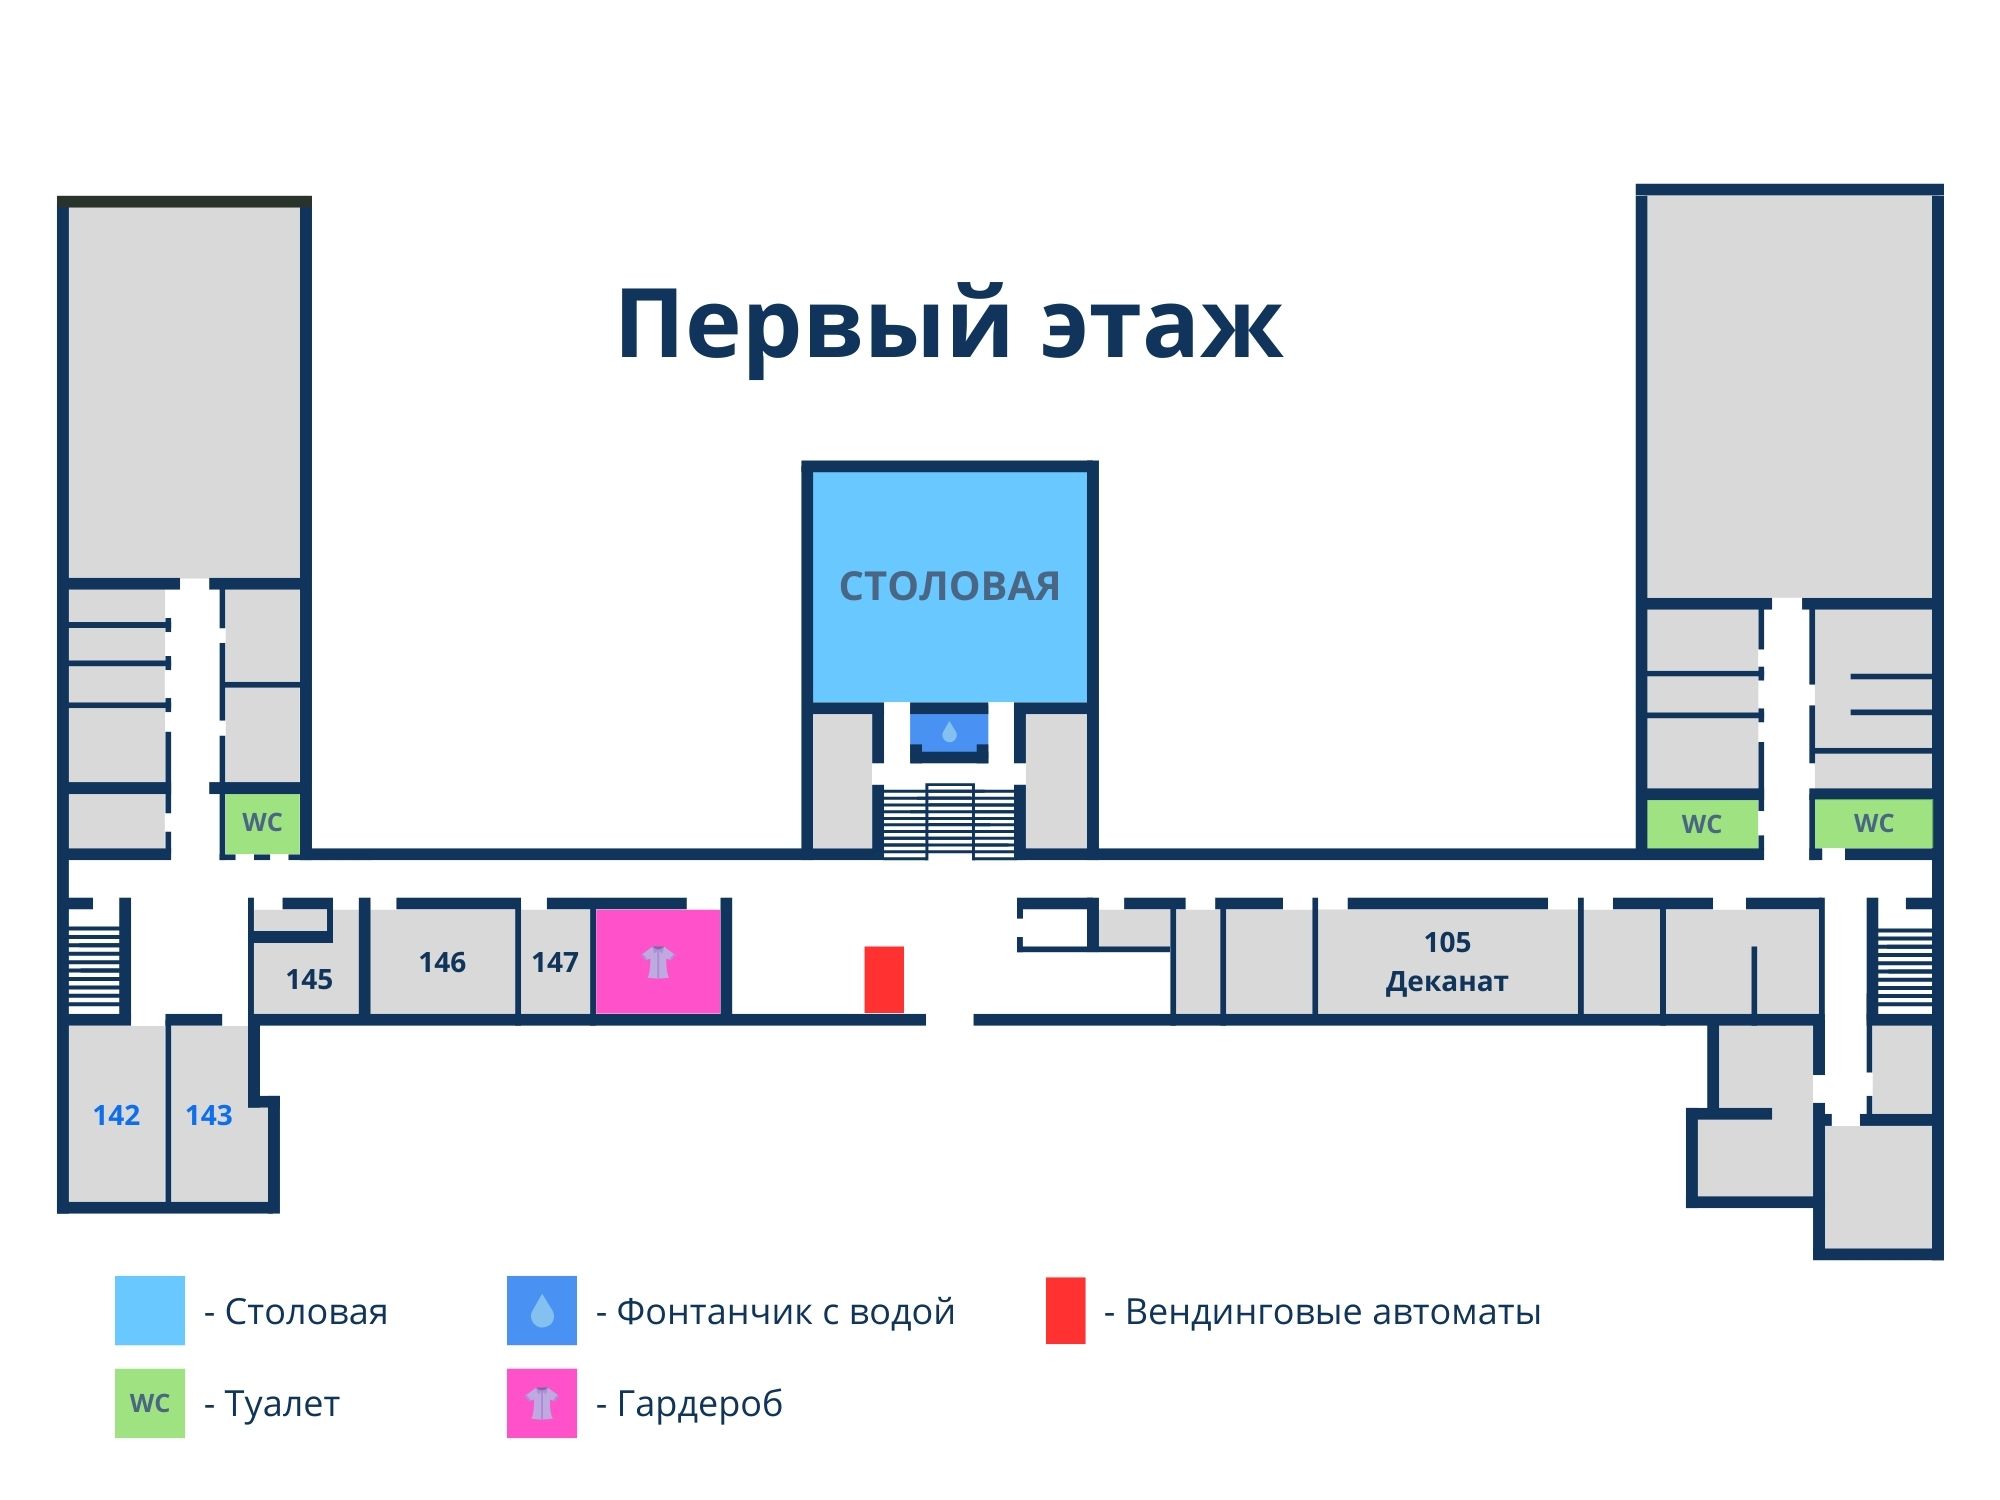 Первый этаж
СТОЛОВАЯ
WC
WC
WC
145
146
147
105
Деканат
142
143
- Столовая
- Фонтанчик с водой
- Вендинговые автоматы
WC
- Туалет
- Гардероб